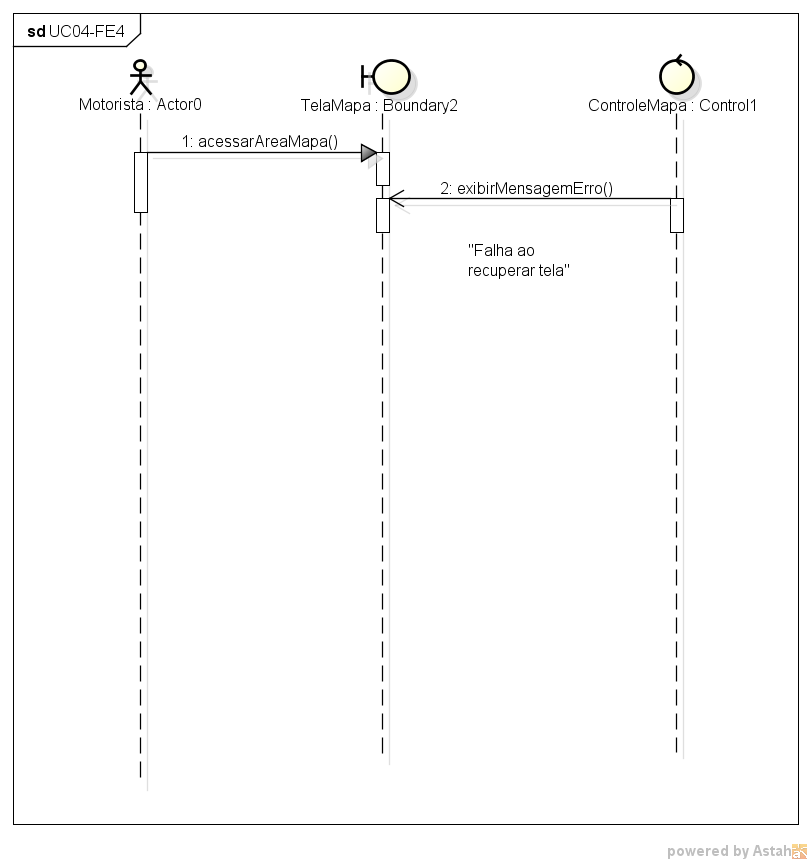 sd UC04-FE4
Motorista : Actor0
TelaMapa : Boundary2
ControleMapa : Control1
1: acessarAreaMapa()
2: exibirMensagemErro()
"Falha ao
recuperar tela"
powered by Astah